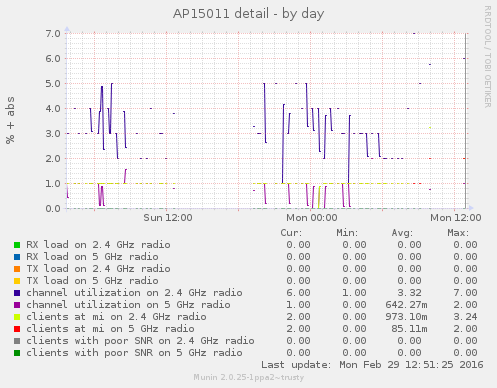 AP15011 detail - by day
RRDTOOL / TOBI OETIKER
% + abs
7.0
6.0
5.0
4.0
3.0
2.0
1.0
0.0
Sun 12:00 Mon 00:00 Mon 12:00
Cur: Min: Avg: Max:
RX load on 2.4 GHz radio 0.00 0.00 0.00 0.00
RX load on 5 GHz radio 0.00 0.00 0.00 0.00
TX load on 2.4 GHz radio 0.00 0.00 0.00 0.00
TX load on 5 GHz radio 0.00 0.00 0.00 0.00
channel utilization on 2.4 GHz radio 6.00 1.00 3.32 7.00
channel utilization on 5 GHz radio 1.00 0.00 642.27m 2.00
clients at mi on 2.4 GHz radio 2.00 0.00 973.10m 3.24
clients at mi on 5 GHz radio 2.00 0.00 85.11m 2.00
clients with poor SNR on 2.4 GHz radio 0.00 0.00 0.00 0.00
clients with poor SNR on 5 GHz radio 0.00 0.00 0.00 0.00
Last update: Mon Feb 29 12:51:25 2016
Munin 2.0.25-1ppa2~trusty